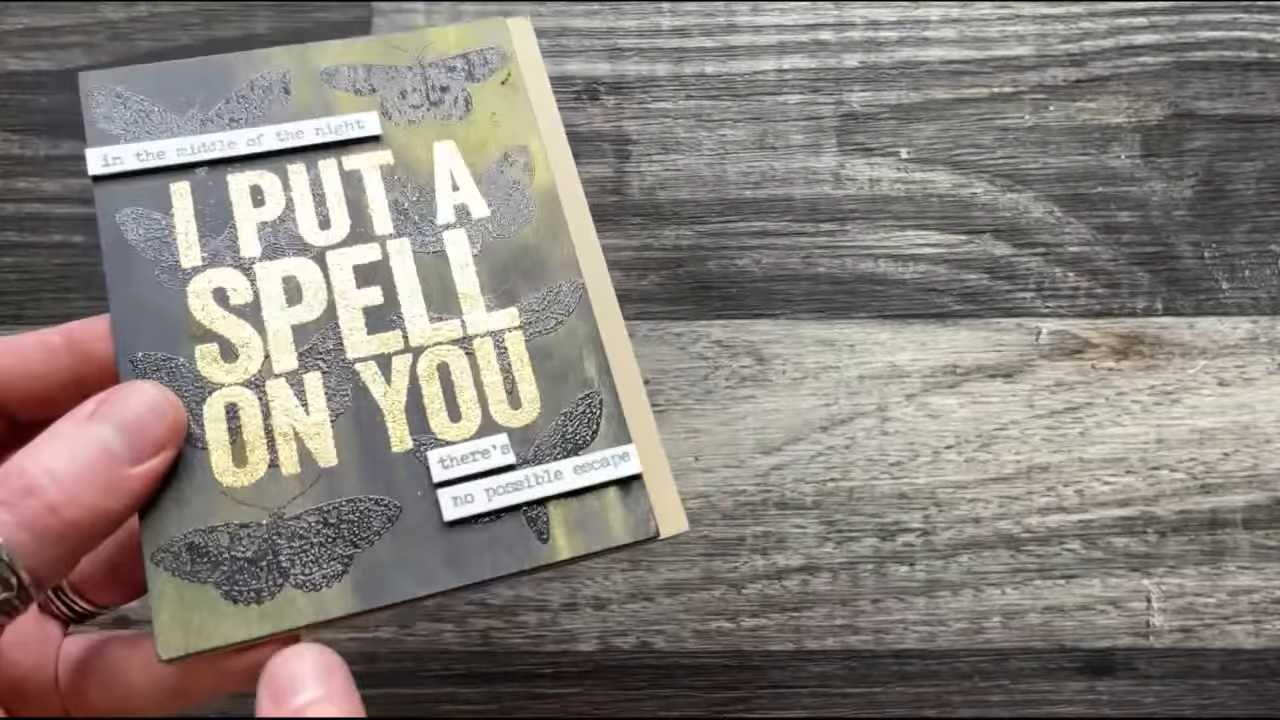 in the middle of the night
I PUT A
SPELL
ON YOU
there's
no possible escape